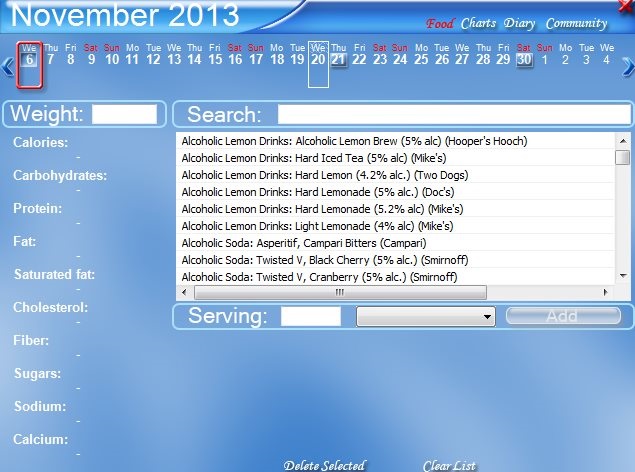 November 2013
Food Charts Diary Community
We Thu Fri Sat Sun Mo Tue We Thu Fri Sat Sun Mo Tue We Thu Fri Sat Sun Mo Tue We Thu Fri Sat Sun Mo Tue We
6 7 8 9 10 11 12 13 14 15 16 17 18 19 20 21 22 23 24 25 26 27 28 29 30 1 2 3 4
Weight: Search:
Calories:
-
Carbohydrates:
-
Protein:
-
Fat:
-
Saturated fat:
-
Cholesterol:
-
Fiber:
-
Sugars:
-
Sodium:
-
Calcium:
-
Alcoholic Lemon Drinks: Alcoholic Lemon Brew (5% alc) (Hooper's Hooch)
Alcoholic Lemon Drinks: Hard Iced Tea (5% alc) (Mike's)
Alcoholic Lemon Drinks: Hard Lemon (4.2% alc.) (Two Dogs)
Alcoholic Lemon Drinks: Hard Lemonade (5% alc.) (Doc's)
Alcoholic Lemon Drinks: Hard Lemonade (5.2% alc) (Mike's)
Alcoholic Lemon Drinks: Light Lemonade (4% alc) (Mike's)
Alcoholic Soda: Asperitif, Campari Bitters (Campari)
Alcoholic Soda: Twisted V, Black Cherry (5% alc.) (Smirnoff)
Alcoholic Soda: Twisted V, Cranberry (5% alc.) (Smirnoff)
Serving: Add
Delete Selected Clear List